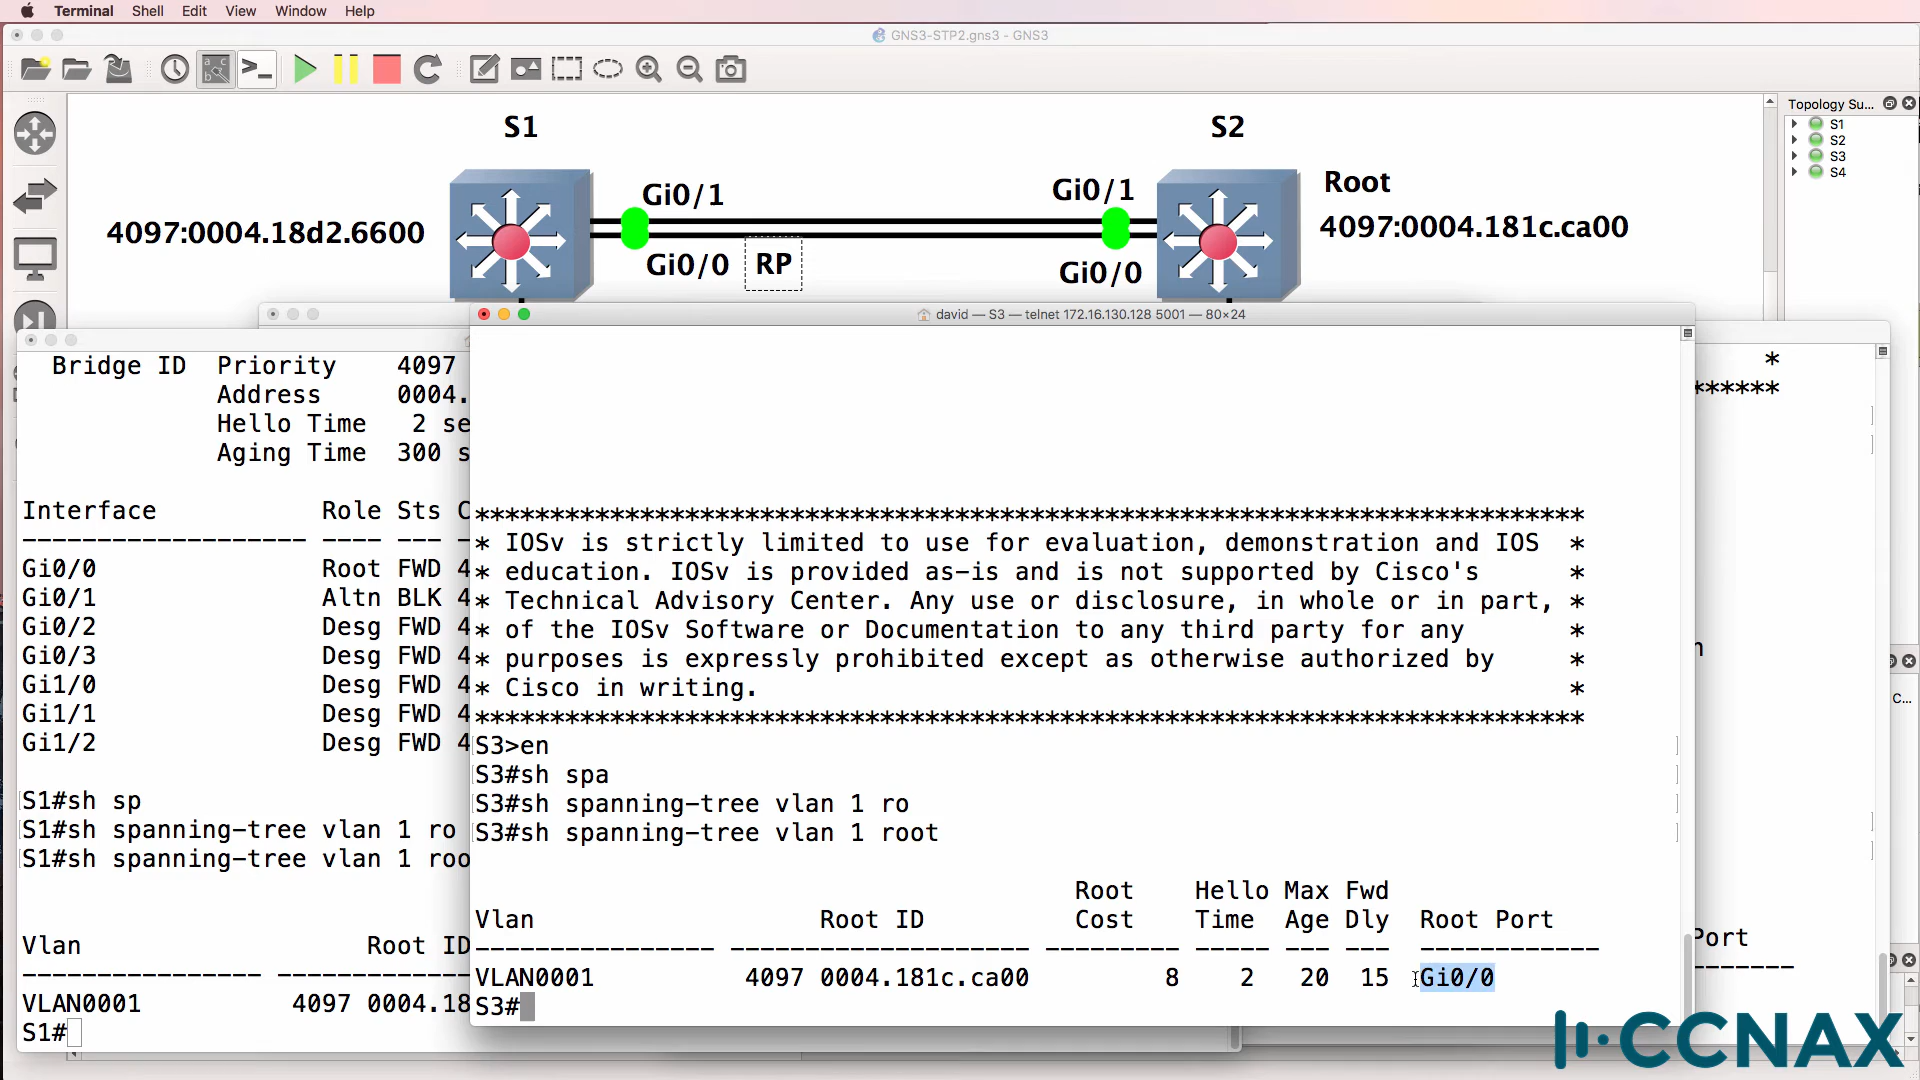 Terminal Shell Edit View Window Help
GNS3-STP2.gns3 - GNS3
Topology Su...
S1
S2
S3
S4
S1
S2
Gi0/1
Gi0/1
Root
4097:0004.18d2.6600
4097:0004.181c.ca00
Gi0/0
RP
Gi0/0
david — S3 — telnet 172.16.130.128 5001 — 80×24
Bridge ID Priority 4097
Address 0004.
Hello Time 2 se
Aging Time 300 s
Interface Role Sts C
------------------- ---- --- -
Gi0/0 Root FWD 4
Gi0/1 Altn BLK 4
Gi0/2 Desg FWD 4
Gi0/3 Desg FWD 4
Gi1/0 Desg FWD 4
Gi1/1 Desg FWD 4
Gi1/2 Desg FWD 4
S1#sh sp
S1#sh spanning-tree vlan 1 ro
S1#sh spanning-tree vlan 1 roo
Vlan Root ID
---------------- -------------
VLAN0001 4097 0004.18
S1#
**************************************************************************
* IOSv is strictly limited to use for evaluation, demonstration and IOS *
* education. IOSv is provided as-is and is not supported by Cisco's *
* Technical Advisory Center. Any use or disclosure, in whole or in part, *
* of the IOSv Software or Documentation to any third party for any *
* purposes is expressly prohibited except as otherwise authorized by *
* Cisco in writing. *
**************************************************************************
S3>en
S3#sh spa
S3#sh spanning-tree vlan 1 ro
S3#sh spanning-tree vlan 1 root
Root Hello Max Fwd
Vlan Root ID Cost Time Age Dly Root Port
---------------- -------------------- --------- ----- --- --- ------------
VLAN0001 4097 0004.181c.ca00 8 2 20 15 Gi0/0
S3#
*
******
n
C...
Port
-------
CCNAX